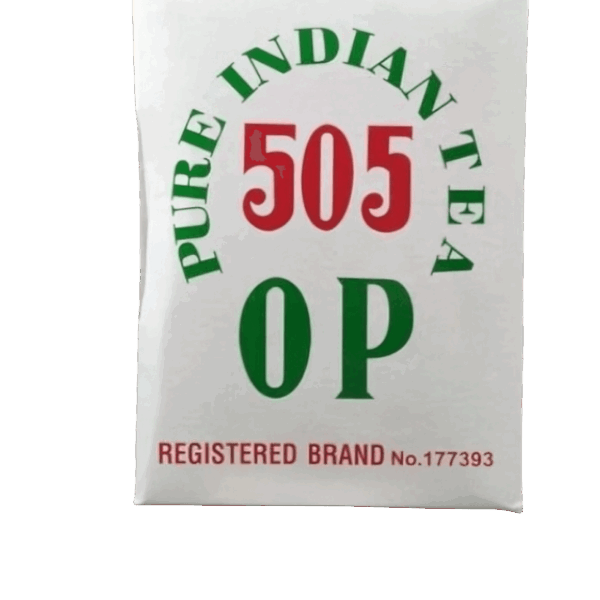 PURE INDIAN TEA
505
OP
REGISTERED BRAND No.177393